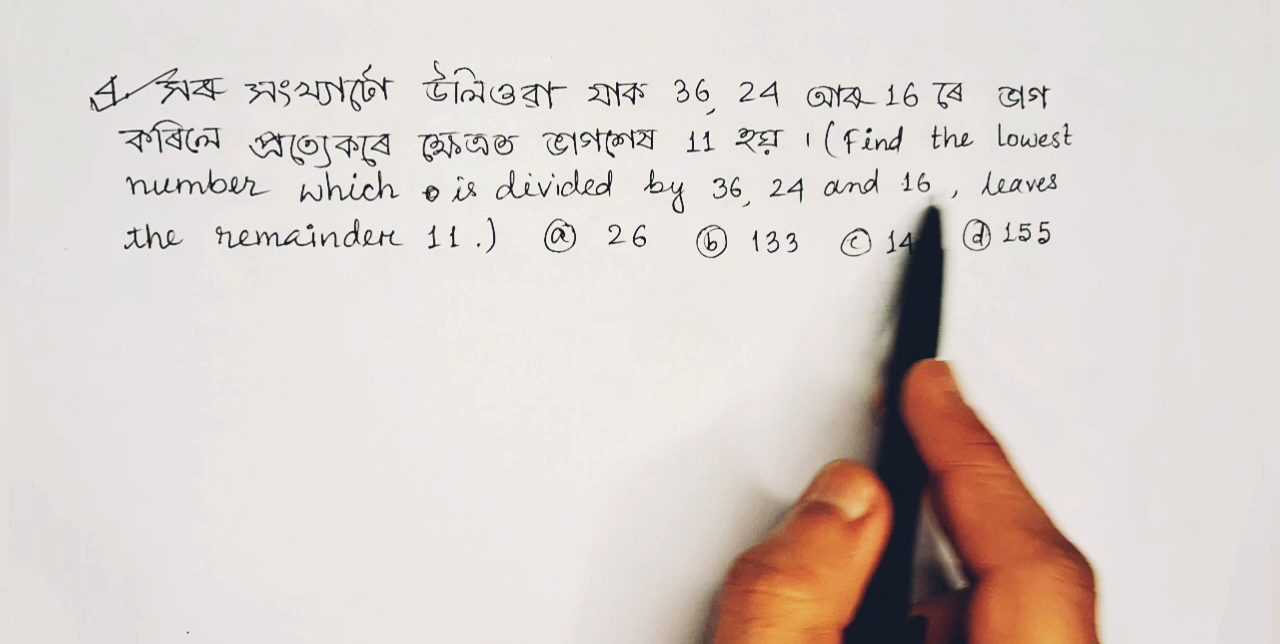 4. সৰু সংখ্যাটো উলিওৱা যাক 36, 24 আৰু 16 ৰে ভাগ
কৰিলে প্ৰত্যেকৰে ক্ষেত্ৰত ভাগশেষ 11 হয় । (Find the lowest
number which is divided by 36, 24 and 16, leaves
the remainder 11.) ⓐ 26 ⓑ 133 ⓒ ⓓ 155